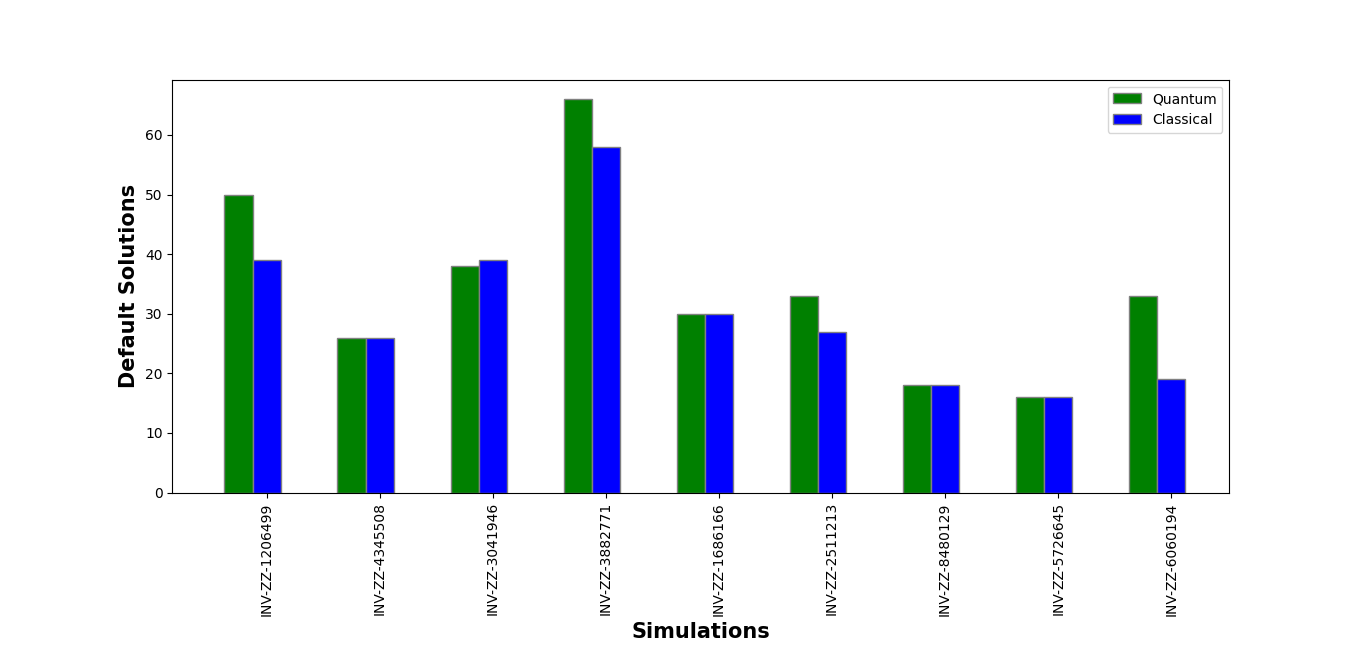 Quantum
Classical
Default Solutions
60
50
40
30
20
10
0
INV-ZZ-1206499
INV-ZZ-4345508
INV-ZZ-3041946
INV-ZZ-3882771
INV-ZZ-1686166
INV-ZZ-2511213
INV-ZZ-8480129
INV-ZZ-5726645
INV-ZZ-6060194
Simulations